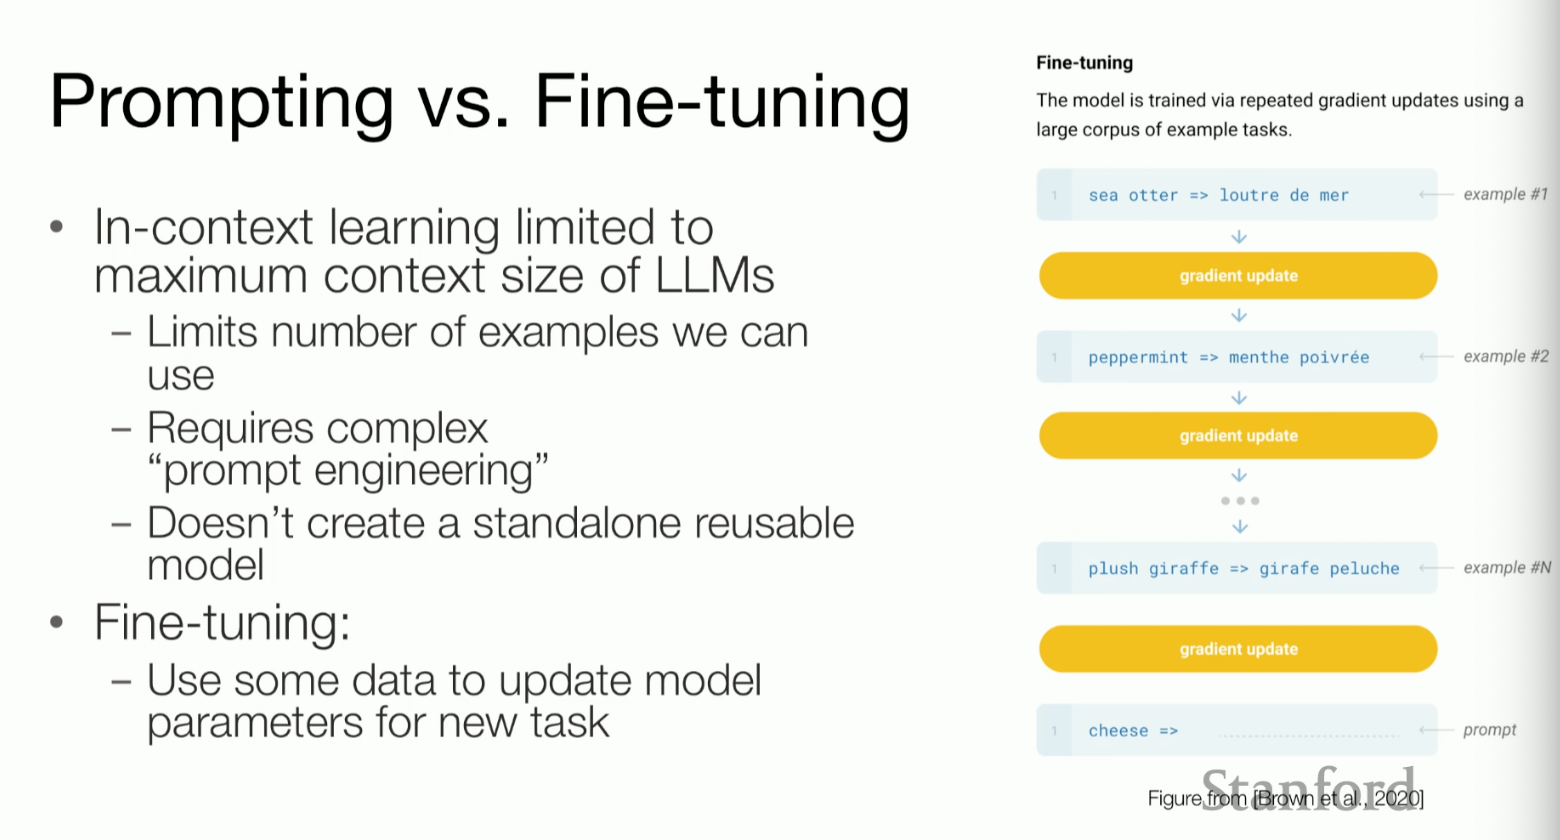 Prompting vs. Fine-tuning
• In-context learning limited to
maximum context size of LLMs
– Limits number of examples we can
use
– Requires complex
“prompt engineering”
– Doesn’t create a standalone reusable
model
• Fine-tuning:
– Use some data to update model
parameters for new task
Fine-tuning
The model is trained via repeated gradient updates using a
large corpus of example tasks.
1 sea otter => loutre de mer example #1
gradient update
1 peppermint => menthe poivrée example #2
gradient update
•••
1 plush giraffe => girafe peluche example #N
gradient update
1 cheese => ........................ prompt
Stanford
Figure from [Brown et al., 2020]